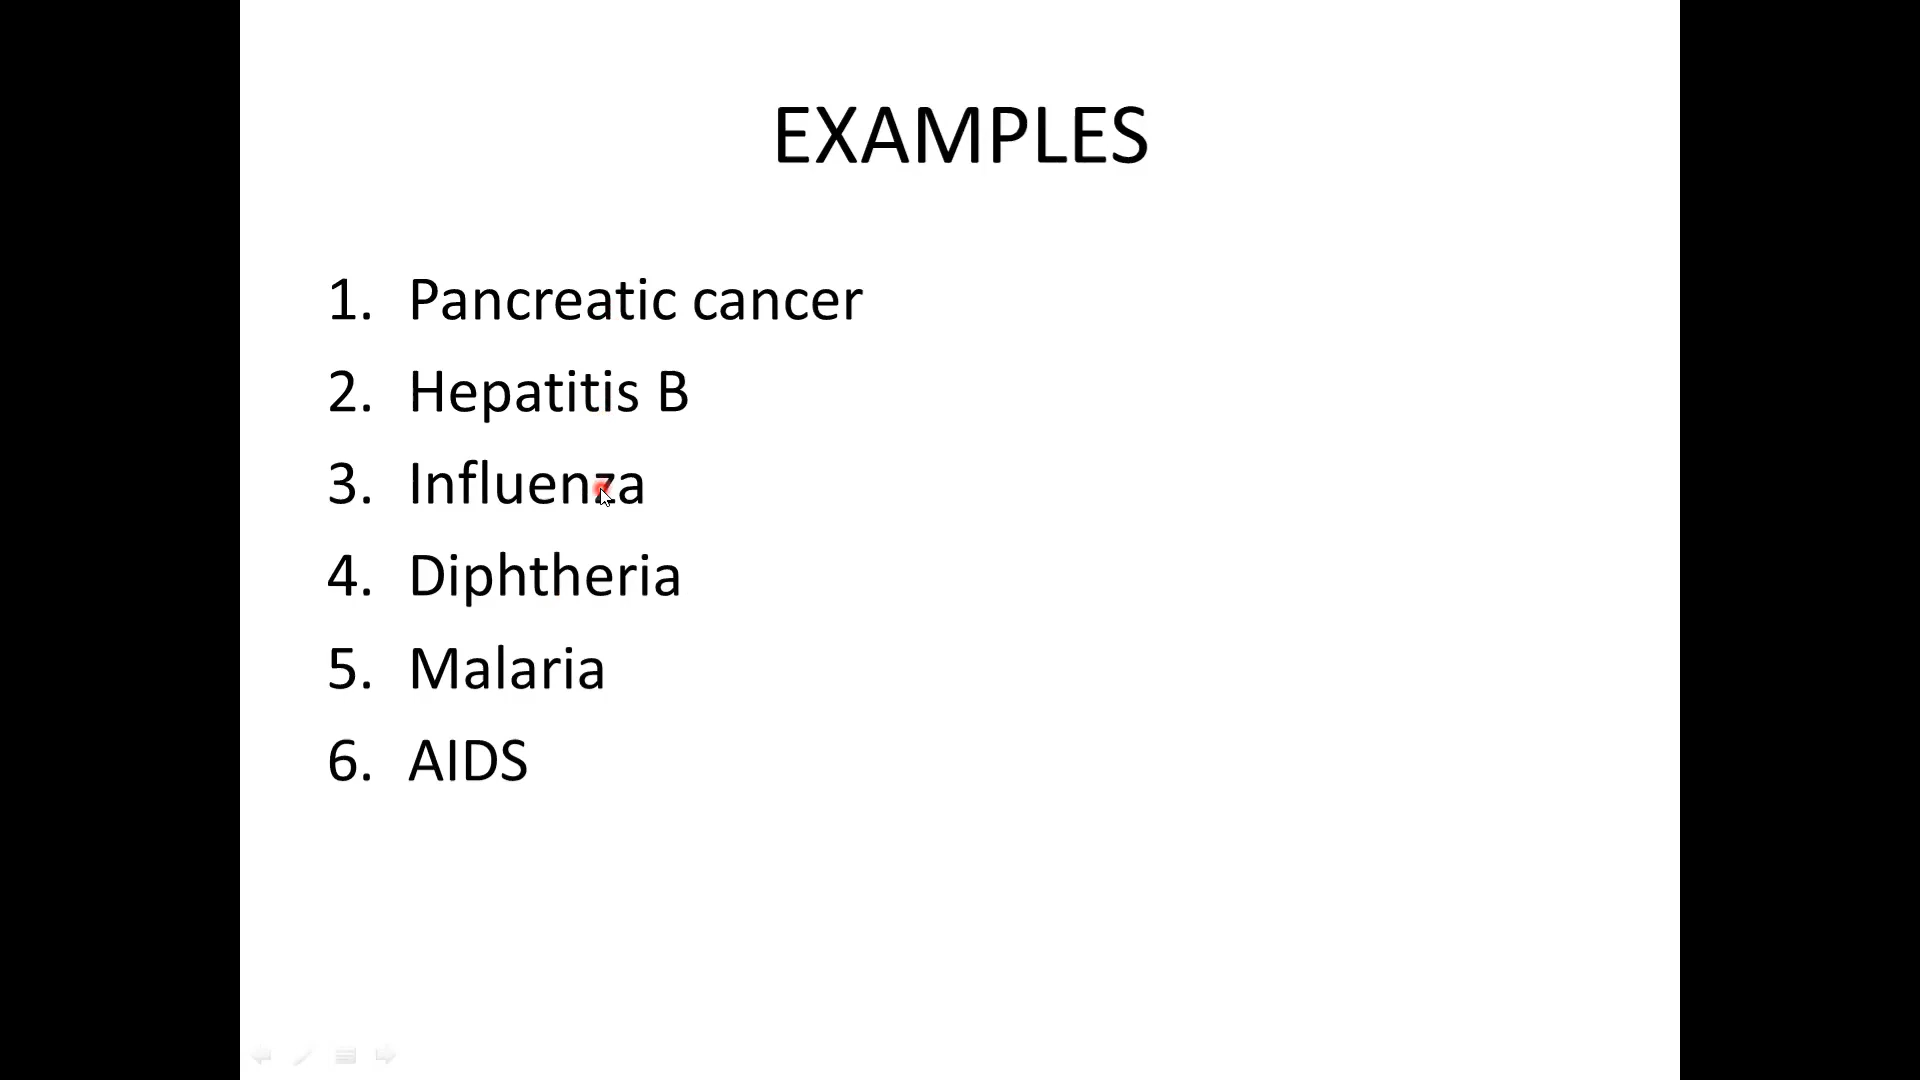 EXAMPLES
1. Pancreatic cancer
2. Hepatitis B
3. Influenza
4. Diphtheria
5. Malaria
6. AIDS